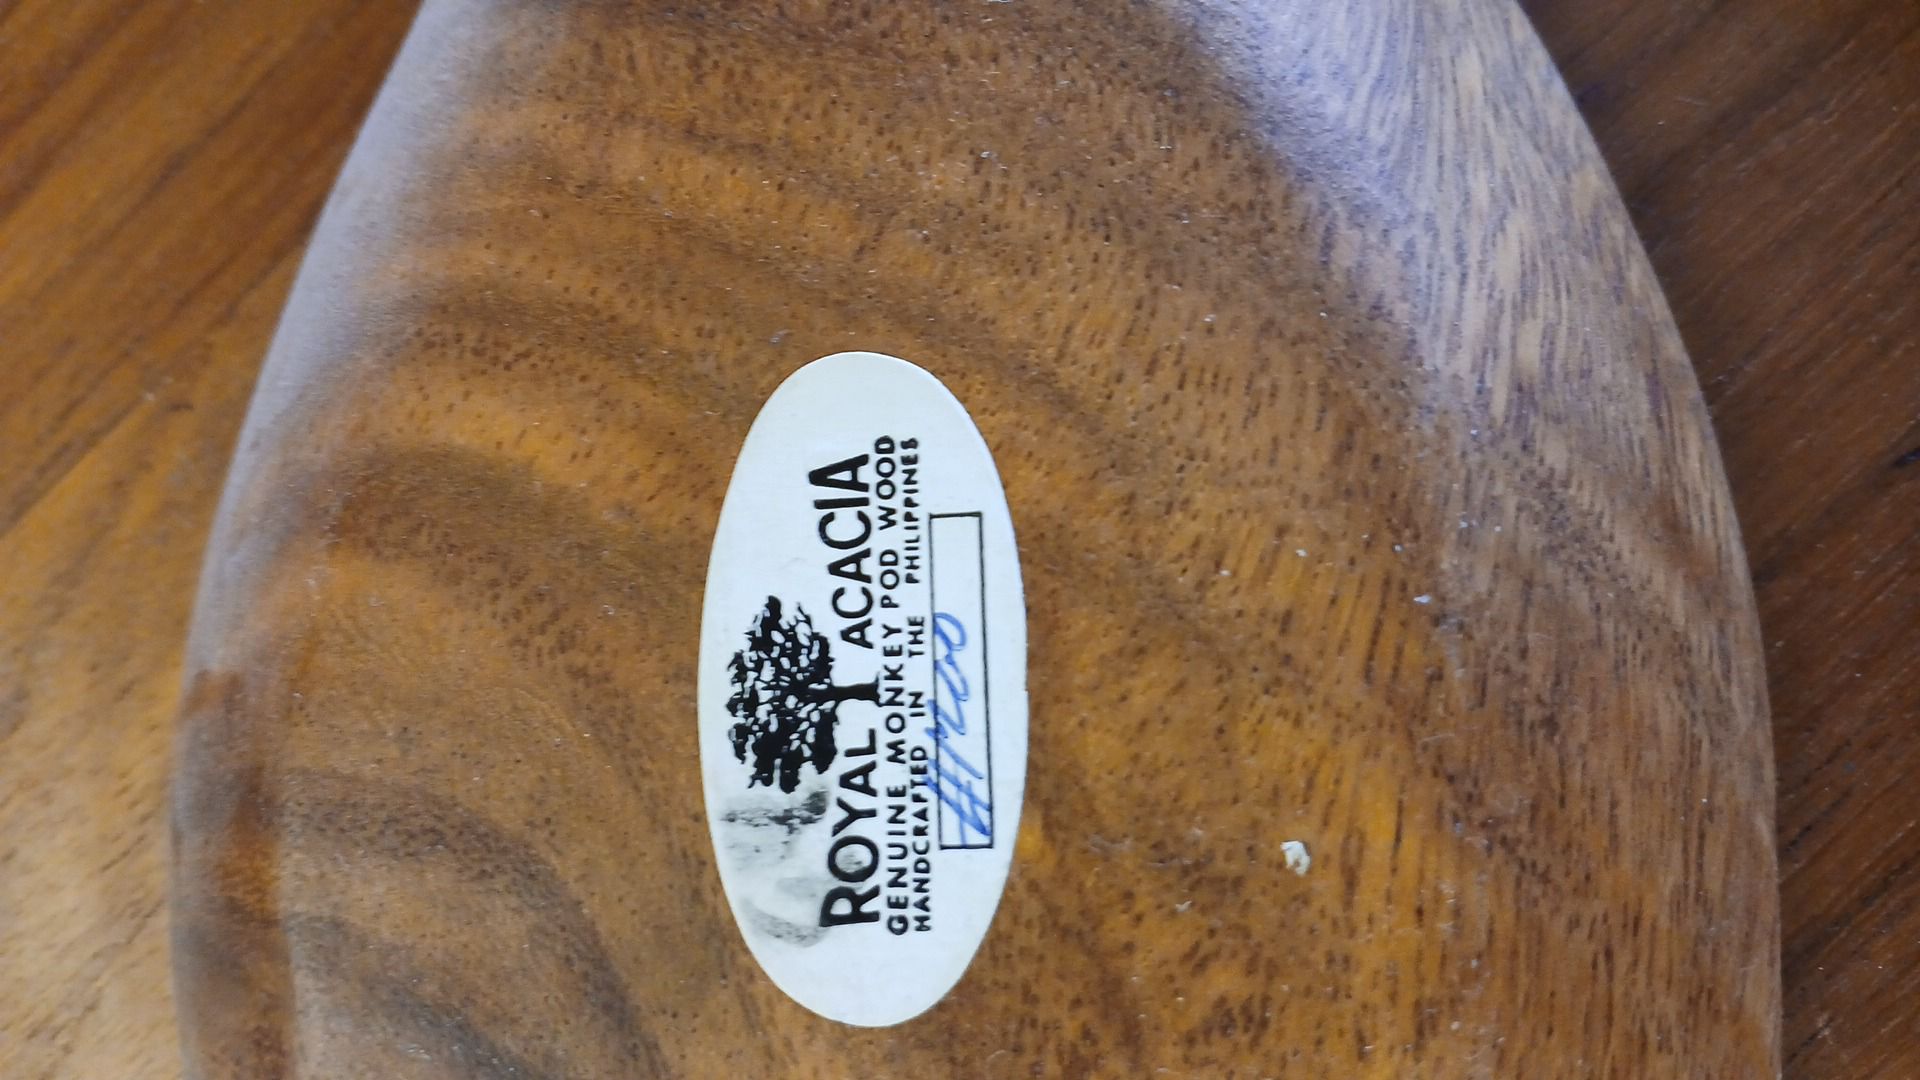 ROYAL ACACIA
GENUINE MONKEY POD WOOD
HANDCRAFTED IN THE PHILIPPINES